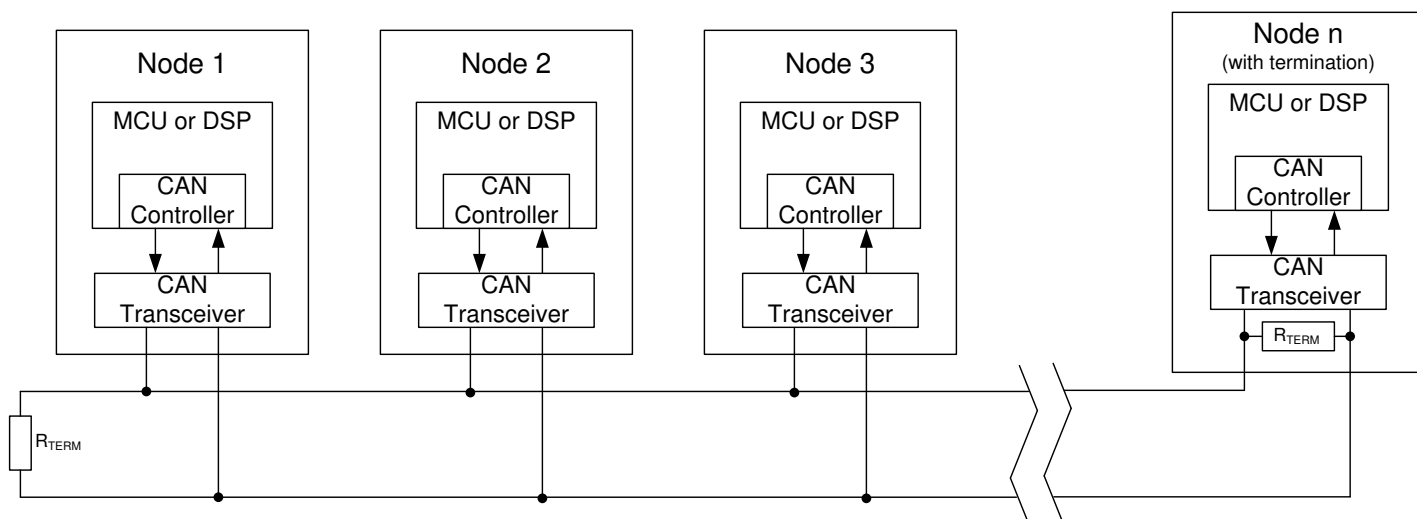 Node 1
MCU or DSP
CAN
Controller
CAN
Transceiver
Node 2
MCU or DSP
CAN
Controller
CAN
Transceiver
Node 3
MCU or DSP
CAN
Controller
CAN
Transceiver
Node n
(with termination)
MCU or DSP
CAN
Controller
CAN
Transceiver
RTERM
RTERM